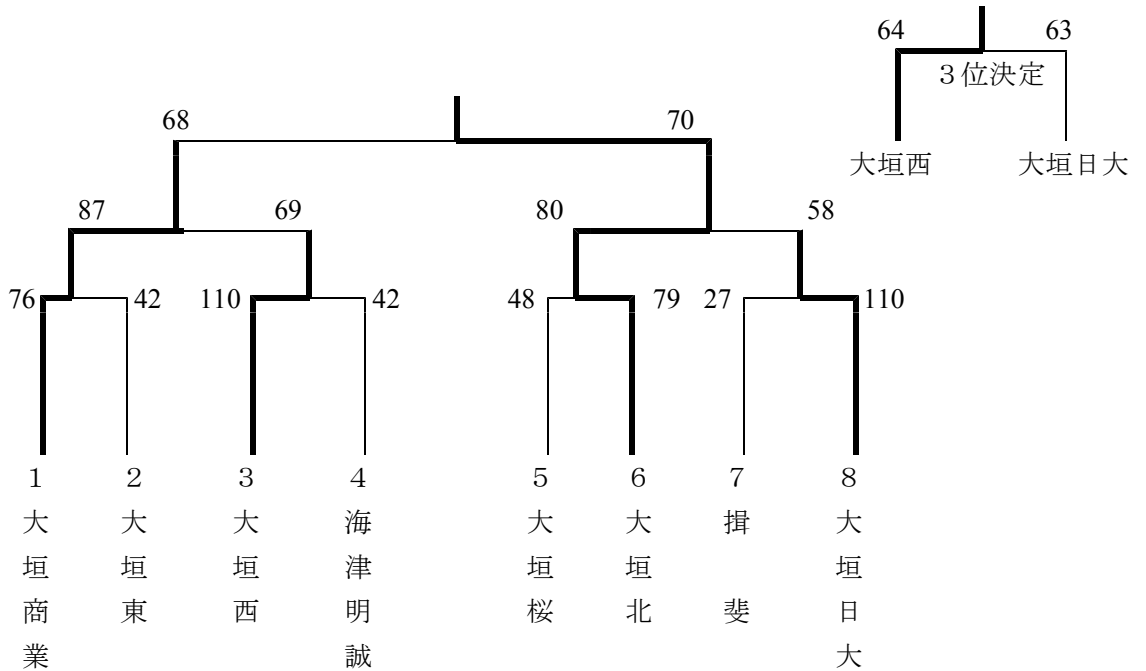 64 63
３位決定
大垣西 大垣日大
68 70
87 69 80 58
76 42 110 42 48 79 27 110
１ ２ ３ ４ ５ ６ ７ ８
大垣商業
大垣東
大垣西
海津明誠
大垣桜
大垣北
揖斐
大垣日大